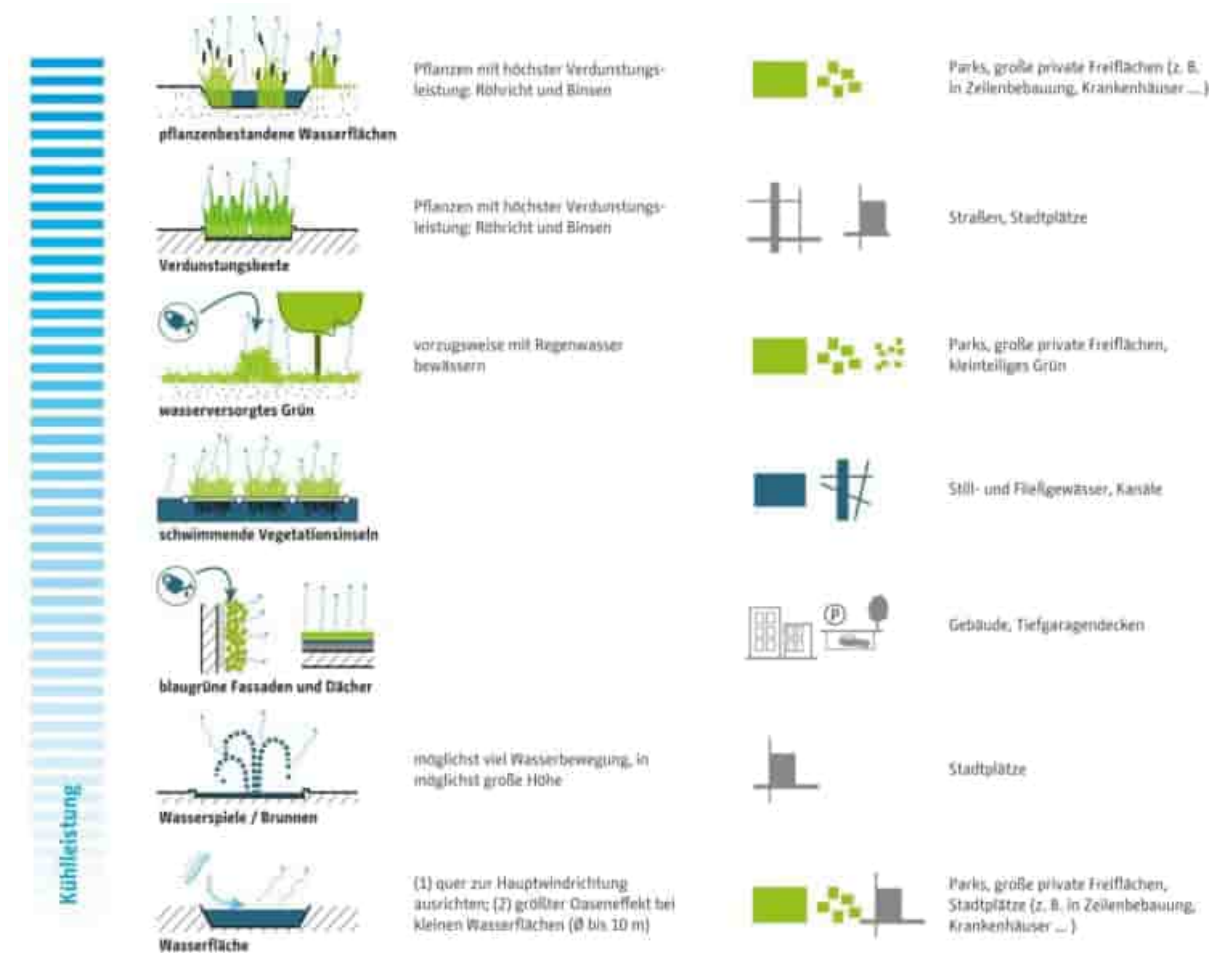 Pflanzen mit höchster Verdunstungs-
leistung: Röhricht und Binsen
Parks, große private Freiflächen (z. B.
in Zeilenbebauung, Krankenhäuser ... )
pflanzenbestandene Wasserflächen
Pflanzen mit höchster Verdunstungs-
leistung: Röhricht und Binsen
Straßen, Stadtplätze
Verdunstungsbeete
vorzugsweise mit Regenwasser
bewässern
Parks, große private Freiflächen,
kleinteiliges Grün
wasserversorgtes Grün
Still- und Fließgewässer, Kanäle
schwimmende Vegetationsinseln
P
Gebäude, Tiefgaragendecken
blaugrüne Fassaden und Dächer
möglichst viel Wasserbewegung, in
möglichst große Höhe
Stadtplätze
Wasserspiele / Brunnen
Kühlleistung
(1) quer zur Hauptwindrichtung
ausrichten; (2) größter Oaseneffekt bei
kleinen Wasserflächen (Ø bis 10 m)
Parks, große private Freiflächen,
Stadtplätze (z. B. in Zeilenbebauung,
Krankenhäuser ... )
Wasserfläche